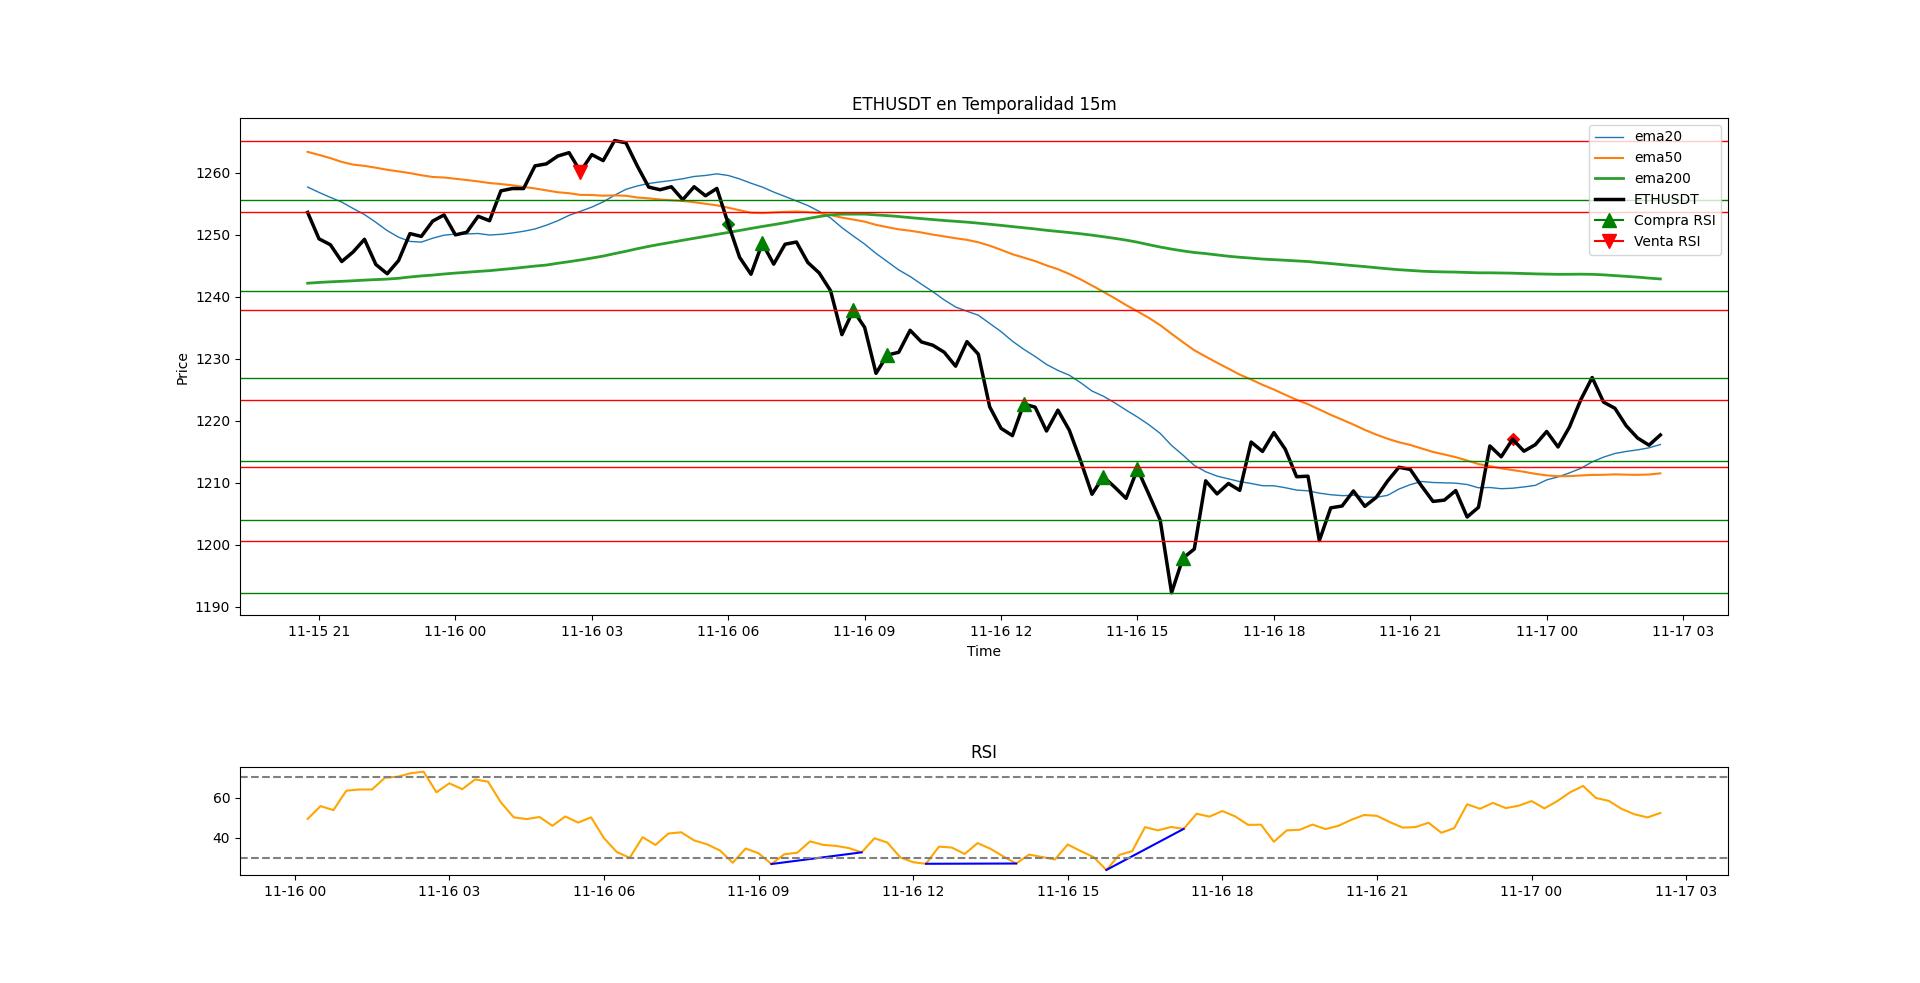 ETHUSDT en Temporalidad 15m
ema20
ema50
ema200
ETHUSDT
Compra RSI
Venta RSI
Price
1260
1250
1240
1230
1220
1210
1200
1190
11-15 21 11-16 00 11-16 03 11-16 06 11-16 09 11-16 12 11-16 15 11-16 18 11-16 21 11-17 00 11-17 03
Time
RSI
60
40
11-16 00 11-16 03 11-16 06 11-16 09 11-16 12 11-16 15 11-16 18 11-16 21 11-17 00 11-17 03